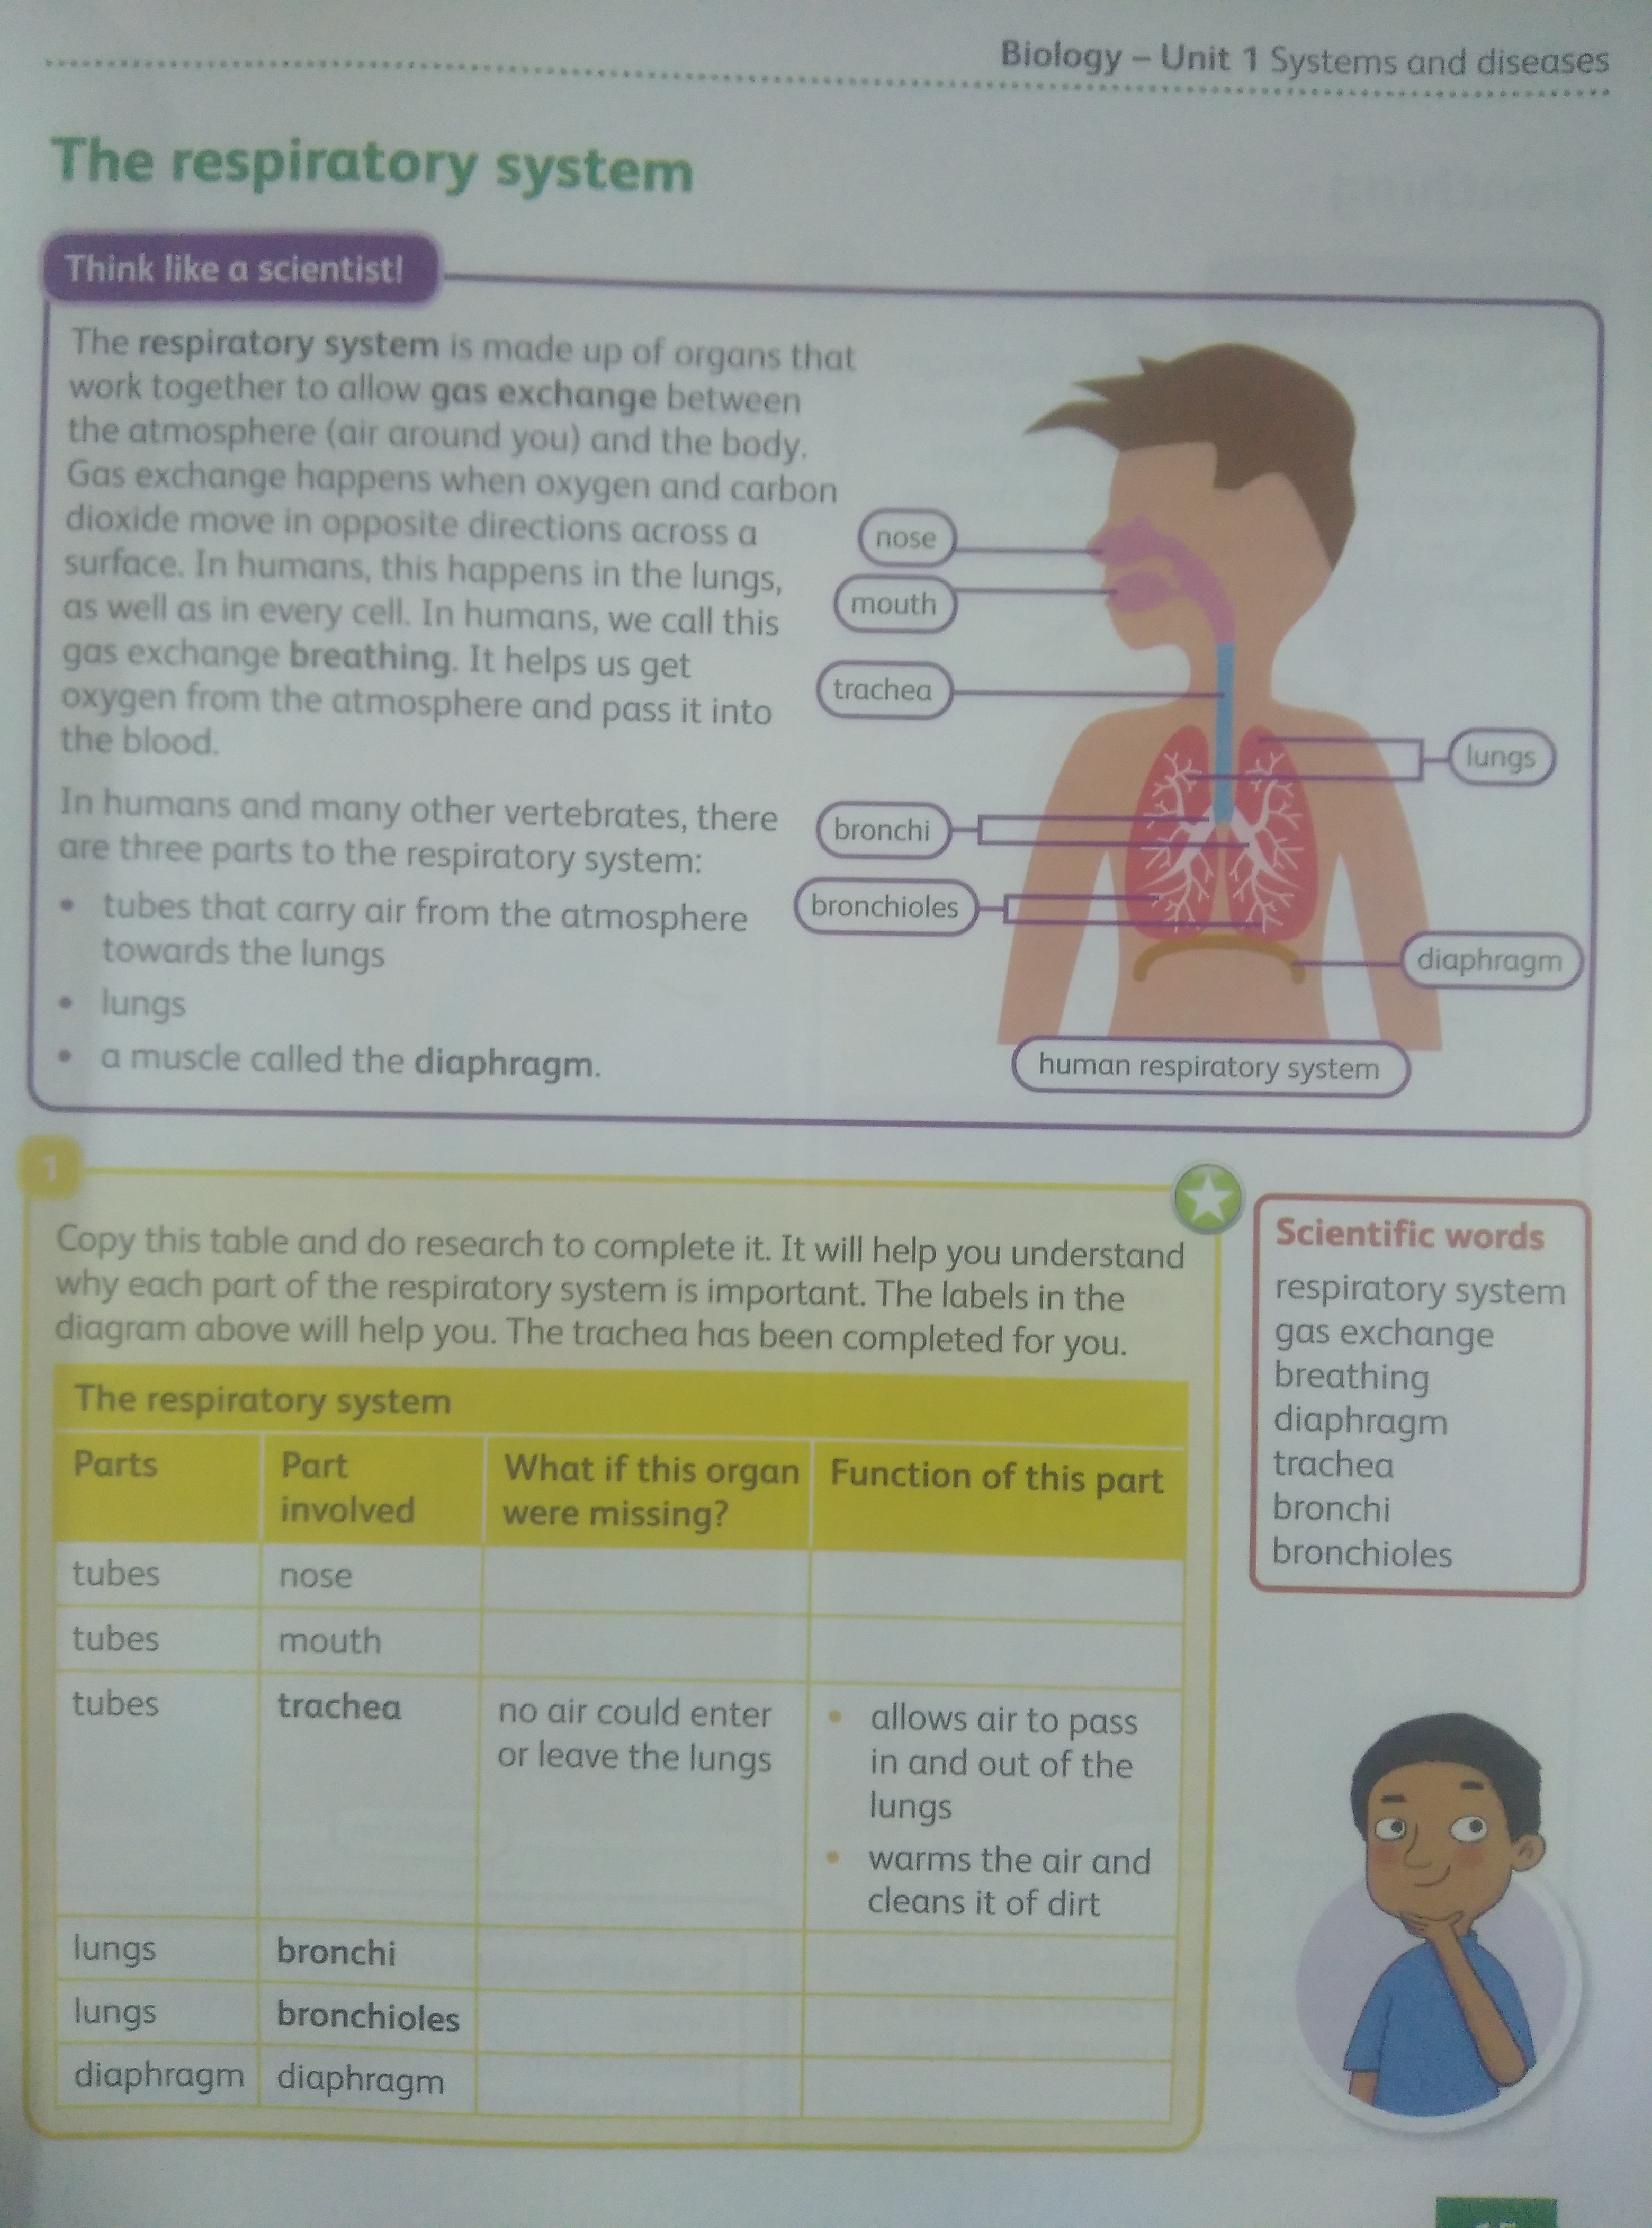 Biology – Unit 1 Systems and diseases
The respiratory system
Think like a scientist!
The respiratory system is made up of organs that
work together to allow gas exchange between
the atmosphere (air around you) and the body.
Gas exchange happens when oxygen and carbon
dioxide move in opposite directions across a
surface. In humans, this happens in the lungs,
as well as in every cell. In humans, we call this
gas exchange breathing. It helps us get
oxygen from the atmosphere and pass it into
the blood.
In humans and many other vertebrates, there
are three parts to the respiratory system:
• tubes that carry air from the atmosphere
towards the lungs
• lungs
• a muscle called the diaphragm.
nose
mouth
trachea
lungs
bronchi
bronchioles
diaphragm
human respiratory system
1
Copy this table and do research to complete it. It will help you understand
why each part of the respiratory system is important. The labels in the
diagram above will help you. The trachea has been completed for you.
The respiratory system
Parts
Part
involved
What if this organ
were missing?
Function of this part
tubes
nose
tubes
mouth
tubes
trachea
no air could enter
or leave the lungs
• allows air to pass
in and out of the
lungs
• warms the air and
cleans it of dirt
lungs
bronchi
lungs
bronchioles
diaphragm
diaphragm
Scientific words
respiratory system
gas exchange
breathing
diaphragm
trachea
bronchi
bronchioles